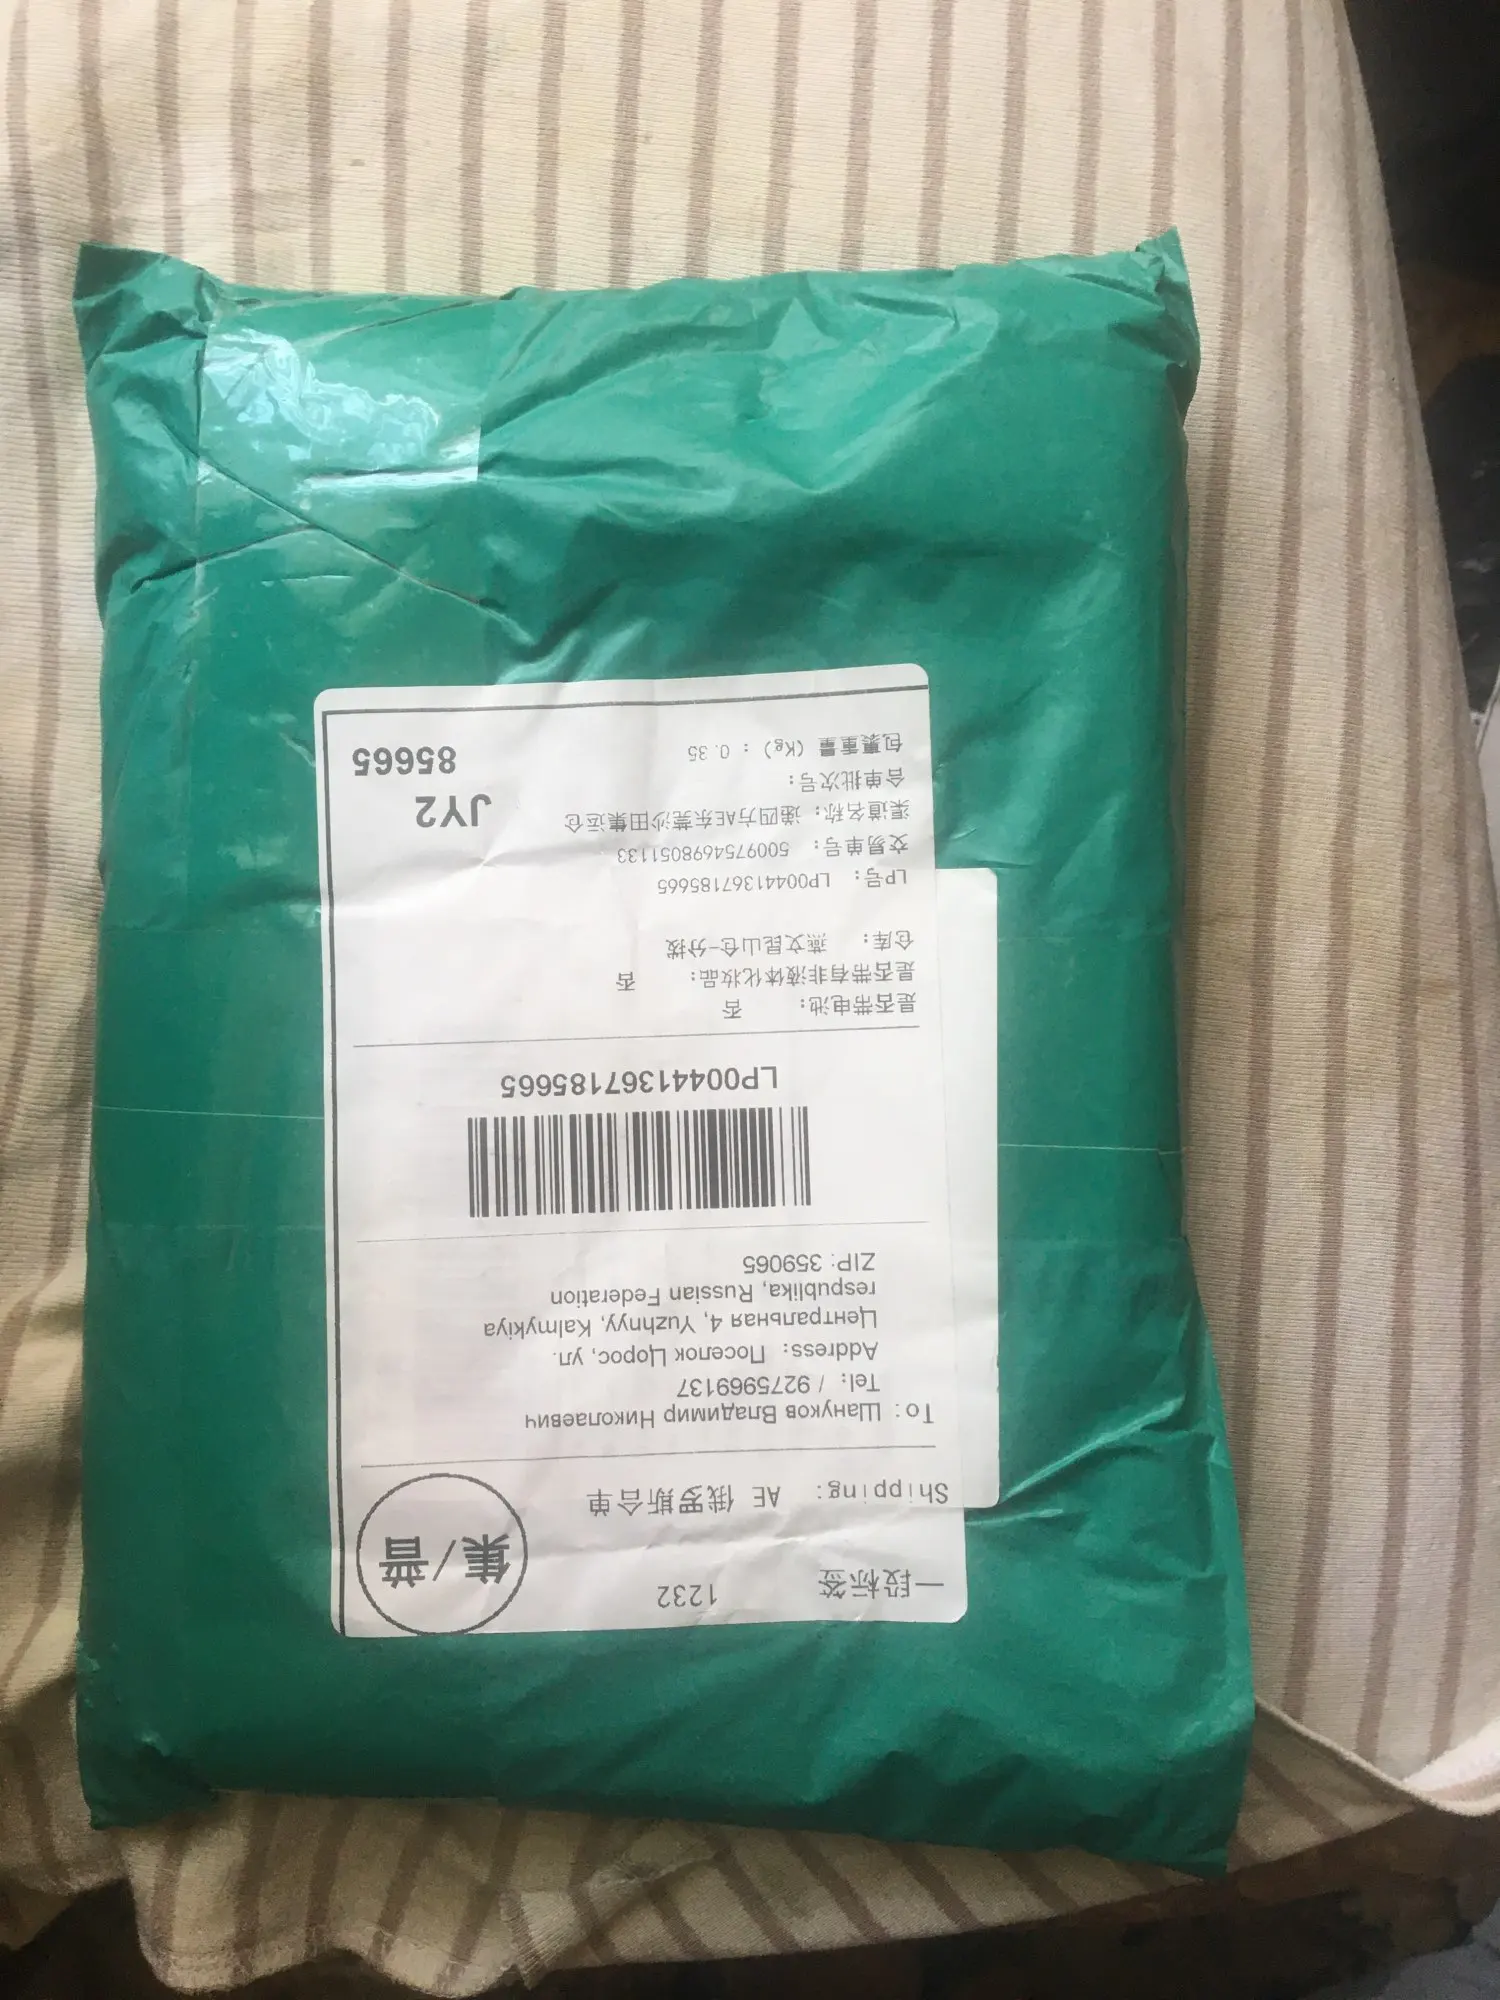 一段标签 1232
集/普
Shipping: AE 俄罗斯合单
To: Шануков Владимир Николаевич
Tel: / 9275969137
Address: Поселок Цорос, ул.
Центральная 4, Yuzhnyy, Kalmykiya
respublika, Russian Federation
ZIP: 359065
LP00441367185665
是否带电池: 否
是否带有非液体化妆品: 否
仓库: 燕文昆山仓-分拨
LP号: LP00441367185665
交易单号: 5009754698051133
渠道名称: 递四方AE东莞沙田集运仓
合单批次号:
包裹重量 (Kg) : 0.35
JY2
85665